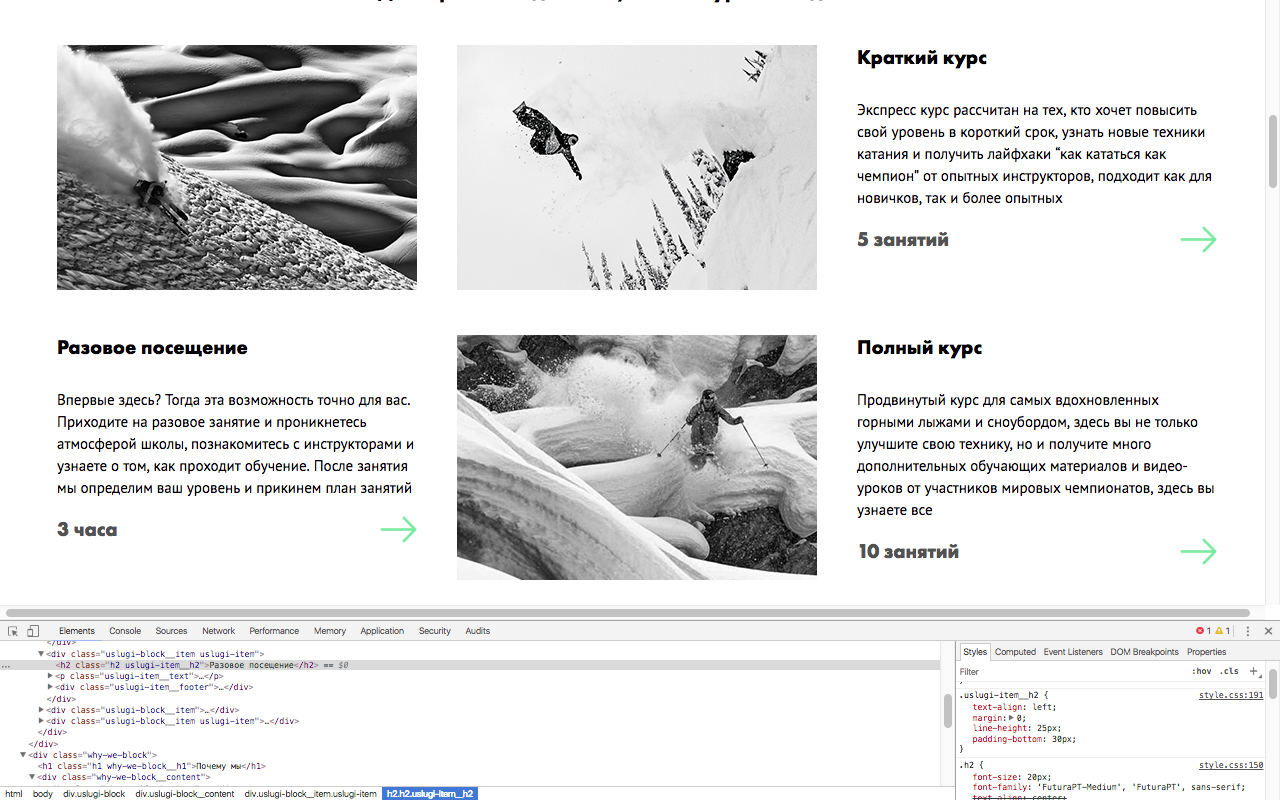 Краткий курс
Экспресс курс рассчитан на тех, кто хочет повысить
свой уровень в короткий срок, узнать новые техники
катания и получить лайфхаки “как кататься как
чемпион” от опытных инструкторов, подходит как для
новичков, так и более опытных
5 занятий
Разовое посещение
Впервые здесь? Тогда эта возможность точно для вас.
Приходите на разовое занятие и проникнетесь
атмосферой школы, познакомитесь с инструкторами и
узнаете о том, как проходит обучение. После занятия
мы определим ваш уровень и прикинем план занятий
3 часа
Полный курс
Продвинутый курс для самых вдохновленных
горными лыжами и сноубордом, здесь вы не только
улучшите свою технику, но и получите много
дополнительных обучающих материалов и видео-
уроков от участников мировых чемпионатов, здесь вы
узнаете все
10 занятий
Elements Console Sources Network Performance Memory Application Security Audits 1 1
</div>
<div class="uslugi-block__item uslugi-item">
... <h2 class="h2 uslugi-item__h2">Разовое посещение</h2> == $0
<p class="uslugi-item__text">…</p>
<div class="uslugi-item__footer">…</div>
</div>
<div class="uslugi-block__item">…</div>
<div class="uslugi-block__item uslugi-item">…</div>
</div>
</div>
<div class="why-we-block">
<h1 class="h1 why-we-block__h1">Почему мы</h1>
<div class="why-we-block__content">
html body div.uslugi-block div.uslugi-block__content div.uslugi-block__item.uslugi-item h2.h2.uslugi-item__h2
Styles Computed Event Listeners DOM Breakpoints Properties
Filter :hov .cls +
}
.uslugi-item__h2 { style.css:191
text-align: left;
margin: 0;
line-height: 25px;
padding-bottom: 30px;
}
.h2 { style.css:150
font-size: 20px;
font-family: 'FuturaPT-Medium', 'FuturaPT', sans-serif;
text-align: center;